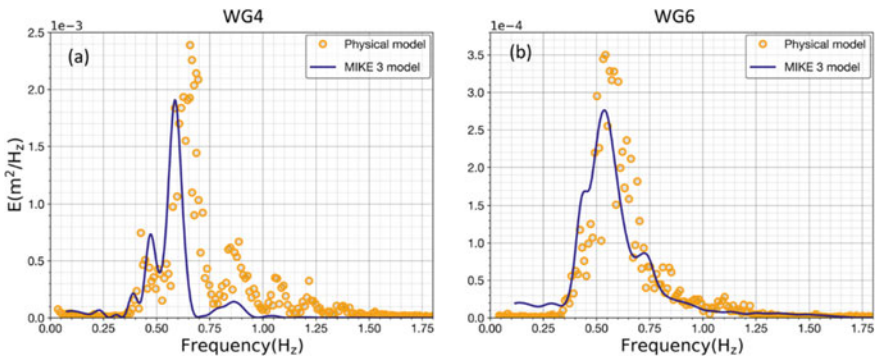 WG4
WG6
1e−3
1e−4
(a)
(b)
Physical model
MIKE 3 model
Physical model
MIKE 3 model
E(m²/Hz)
2.5
2.0
1.5
1.0
0.5
0.0
3.5
3.0
2.5
2.0
1.5
1.0
0.5
0.0
0.00 0.25 0.50 0.75 1.00 1.25 1.50 1.75
0.00 0.25 0.50 0.75 1.00 1.25 1.50 1.75
Frequency(Hz)
Frequency(Hz)